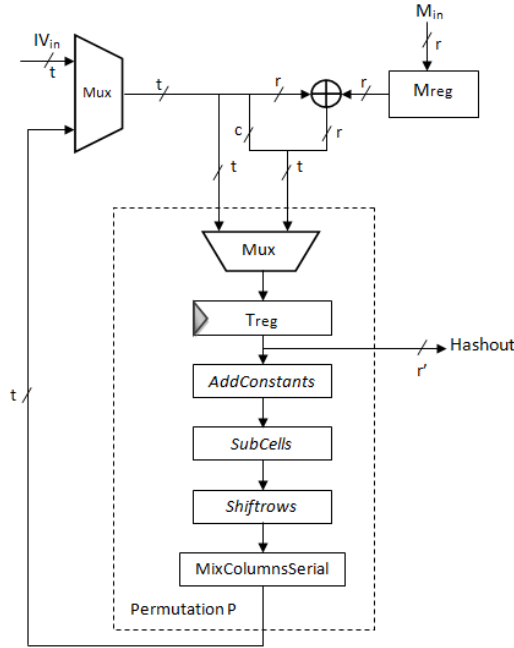 M_in
IV_in
r
t
Mux
t
r
r
Mreg
c
r
t
t
Mux
Treg
Hashout
r'
AddConstants
t
SubCells
Shiftrows
MixColumnsSerial
Permutation P